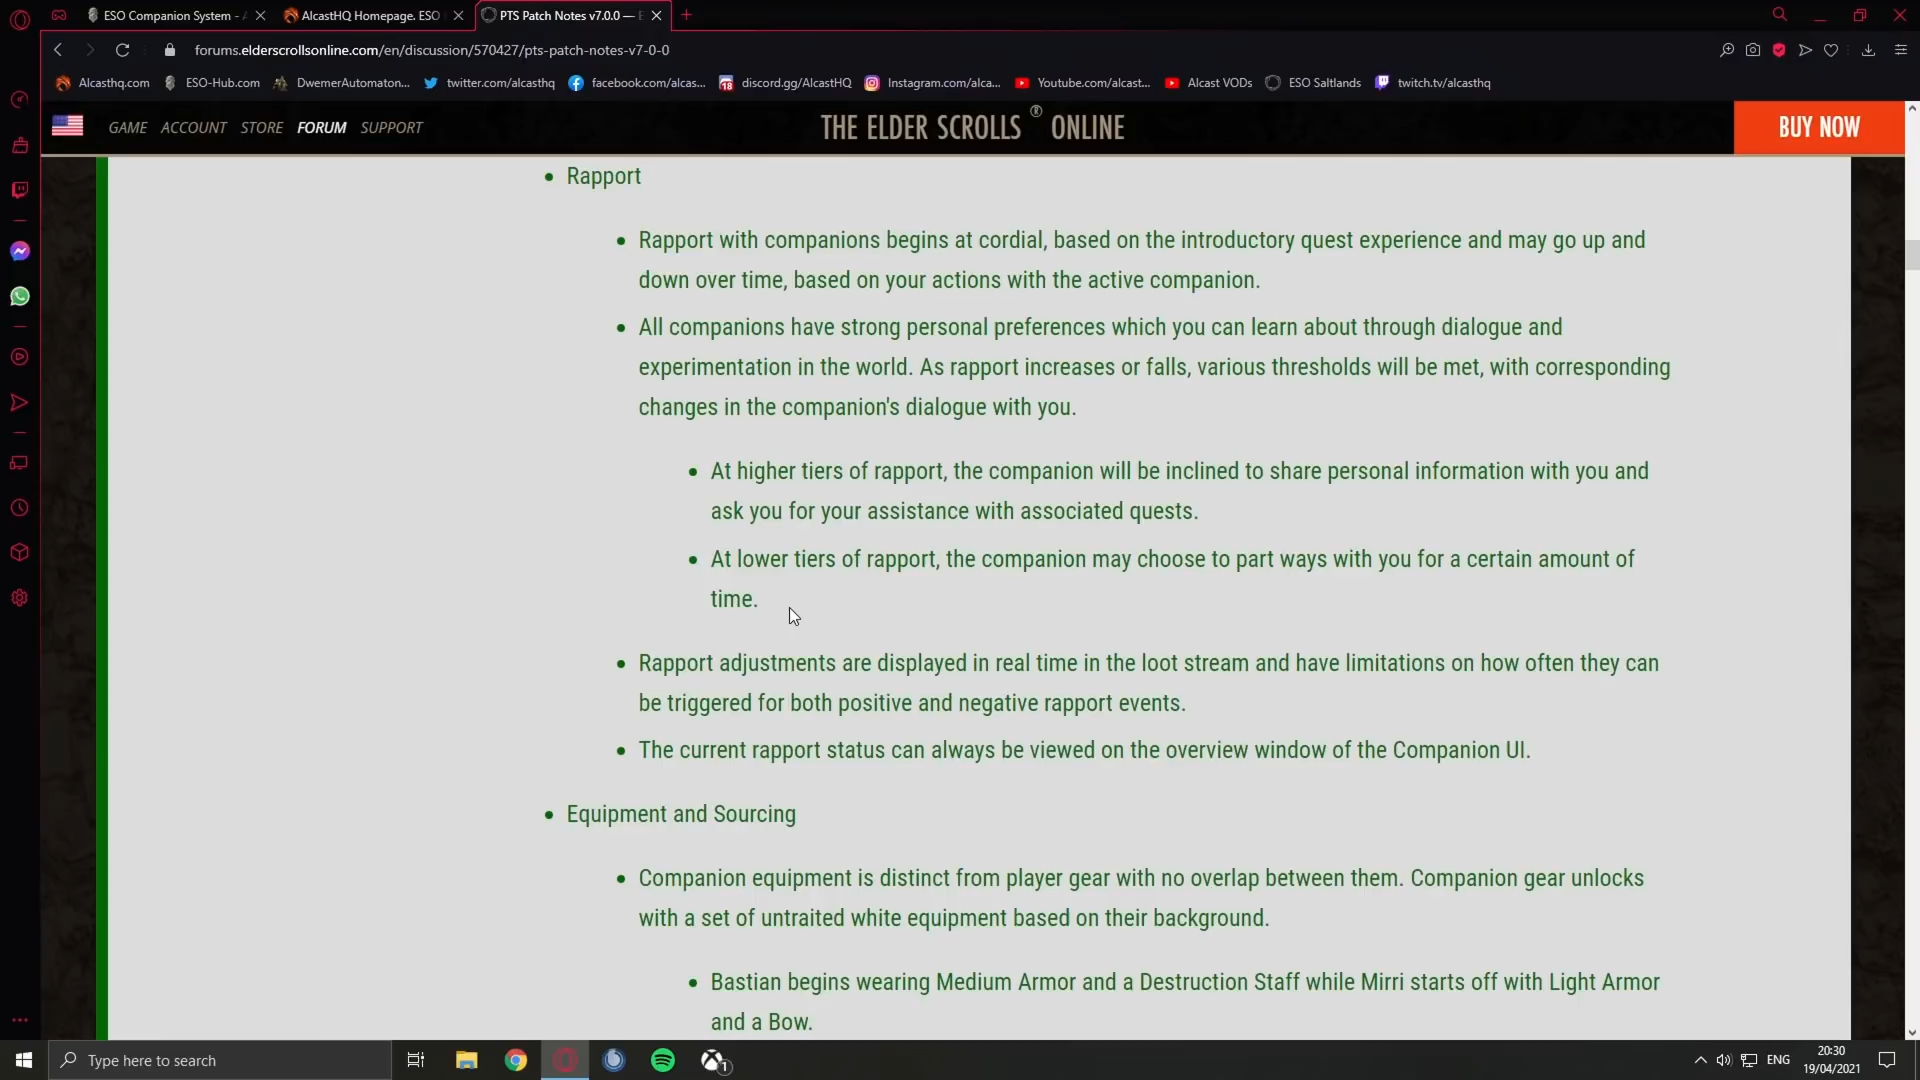 ESO Companion System - A
AlcastHQ Homepage. ESO
PTS Patch Notes v7.0.0 — E
forums.elderscrollsonline.com/en/discussion/570427/pts-patch-notes-v7-0-0
Alcasthq.com
ESO-Hub.com
DwemerAutomaton...
twitter.com/alcasthq
facebook.com/alcas...
18
discord.gg/AlcastHQ
Instagram.com/alca...
Youtube.com/alcast...
Alcast VODs
ESO Saltlands
twitch.tv/alcasthq
GAME ACCOUNT STORE FORUM SUPPORT
THE ELDER SCROLLS ® ONLINE
BUY NOW
• Rapport
• Rapport with companions begins at cordial, based on the introductory quest experience and may go up and
down over time, based on your actions with the active companion.
• All companions have strong personal preferences which you can learn about through dialogue and
experimentation in the world. As rapport increases or falls, various thresholds will be met, with corresponding
changes in the companion's dialogue with you.
• At higher tiers of rapport, the companion will be inclined to share personal information with you and
ask you for your assistance with associated quests.
• At lower tiers of rapport, the companion may choose to part ways with you for a certain amount of
time.
• Rapport adjustments are displayed in real time in the loot stream and have limitations on how often they can
be triggered for both positive and negative rapport events.
• The current rapport status can always be viewed on the overview window of the Companion UI.
• Equipment and Sourcing
• Companion equipment is distinct from player gear with no overlap between them. Companion gear unlocks
with a set of untraited white equipment based on their background.
• Bastian begins wearing Medium Armor and a Destruction Staff while Mirri starts off with Light Armor
and a Bow.
Type here to search
1
ENG
20:30
19/04/2021